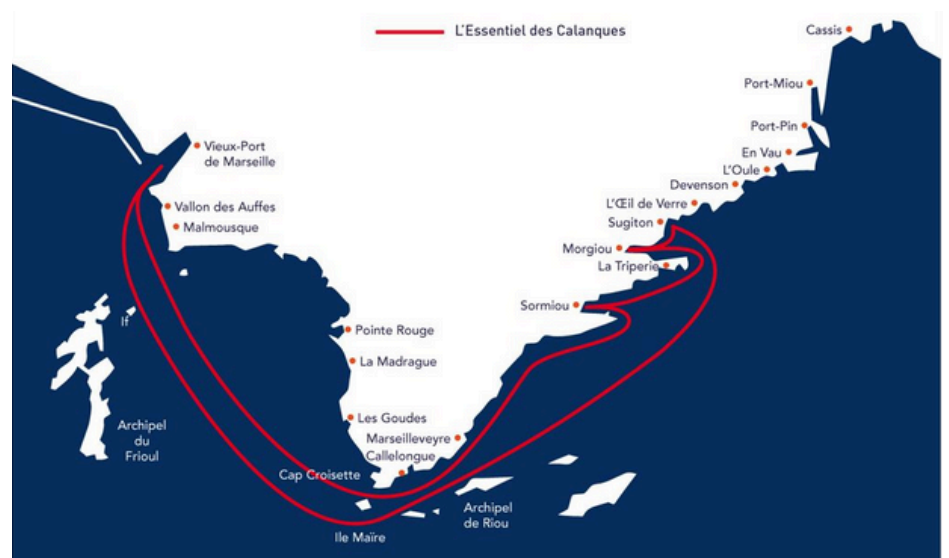 L'Essentiel des Calanques
Cassis
Port-Miou
Port-Pin
En Vau
L'Oule
Devenson
L'Œil de Verre
Sugiton
Morgiou
La Triperie
Sormiou
Vieux-Port
de Marseille
Vallon des Auffes
Malmousque
If
Pointe Rouge
La Madrague
Archipel
du
Frioul
Les Goudes
Marseilleveyre
Callelongue
Cap Croisette
Archipel
de Riou
Ile Maïre